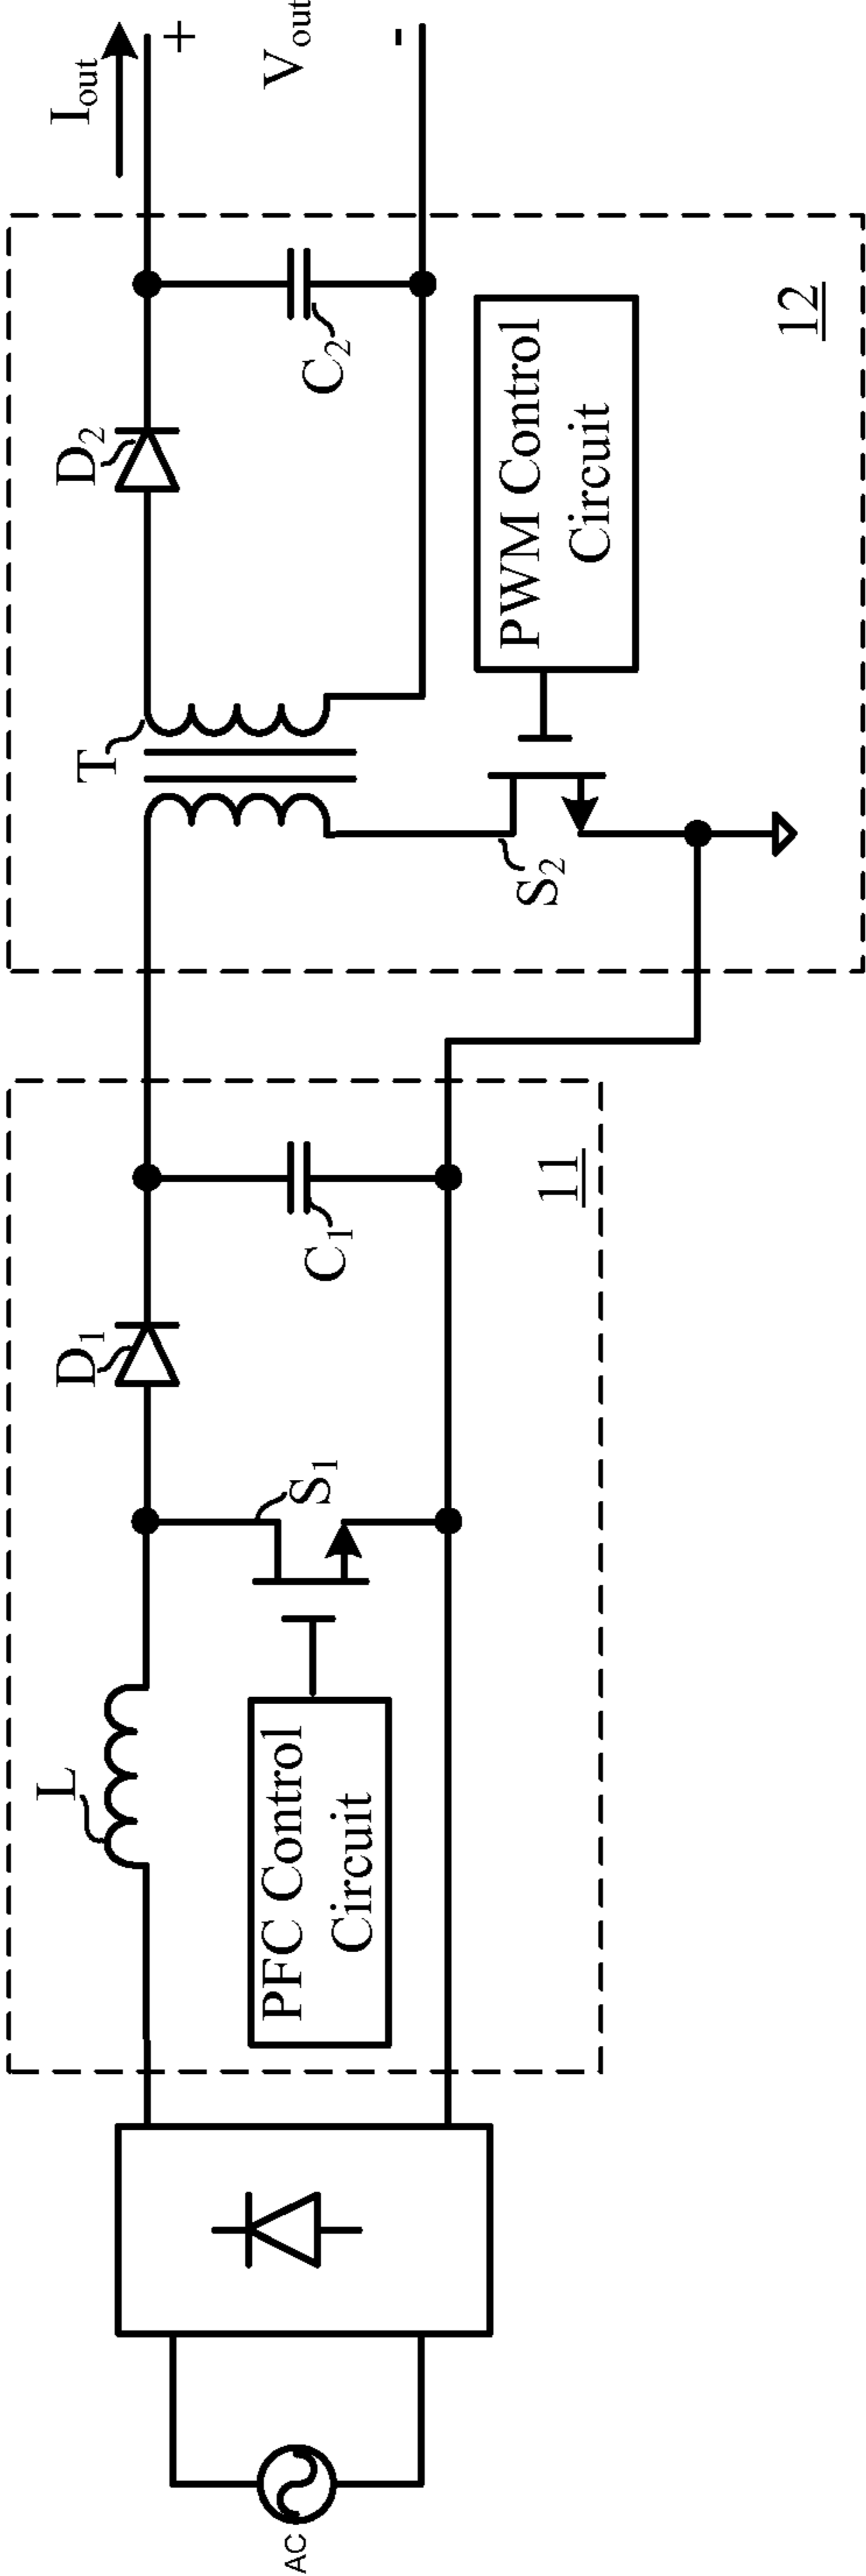 AC
L
PFC Control
Circuit
S1
D1
C1
11
T
S2
D2
C2
PWM Control
Circuit
12
Iout
+
Vout
-